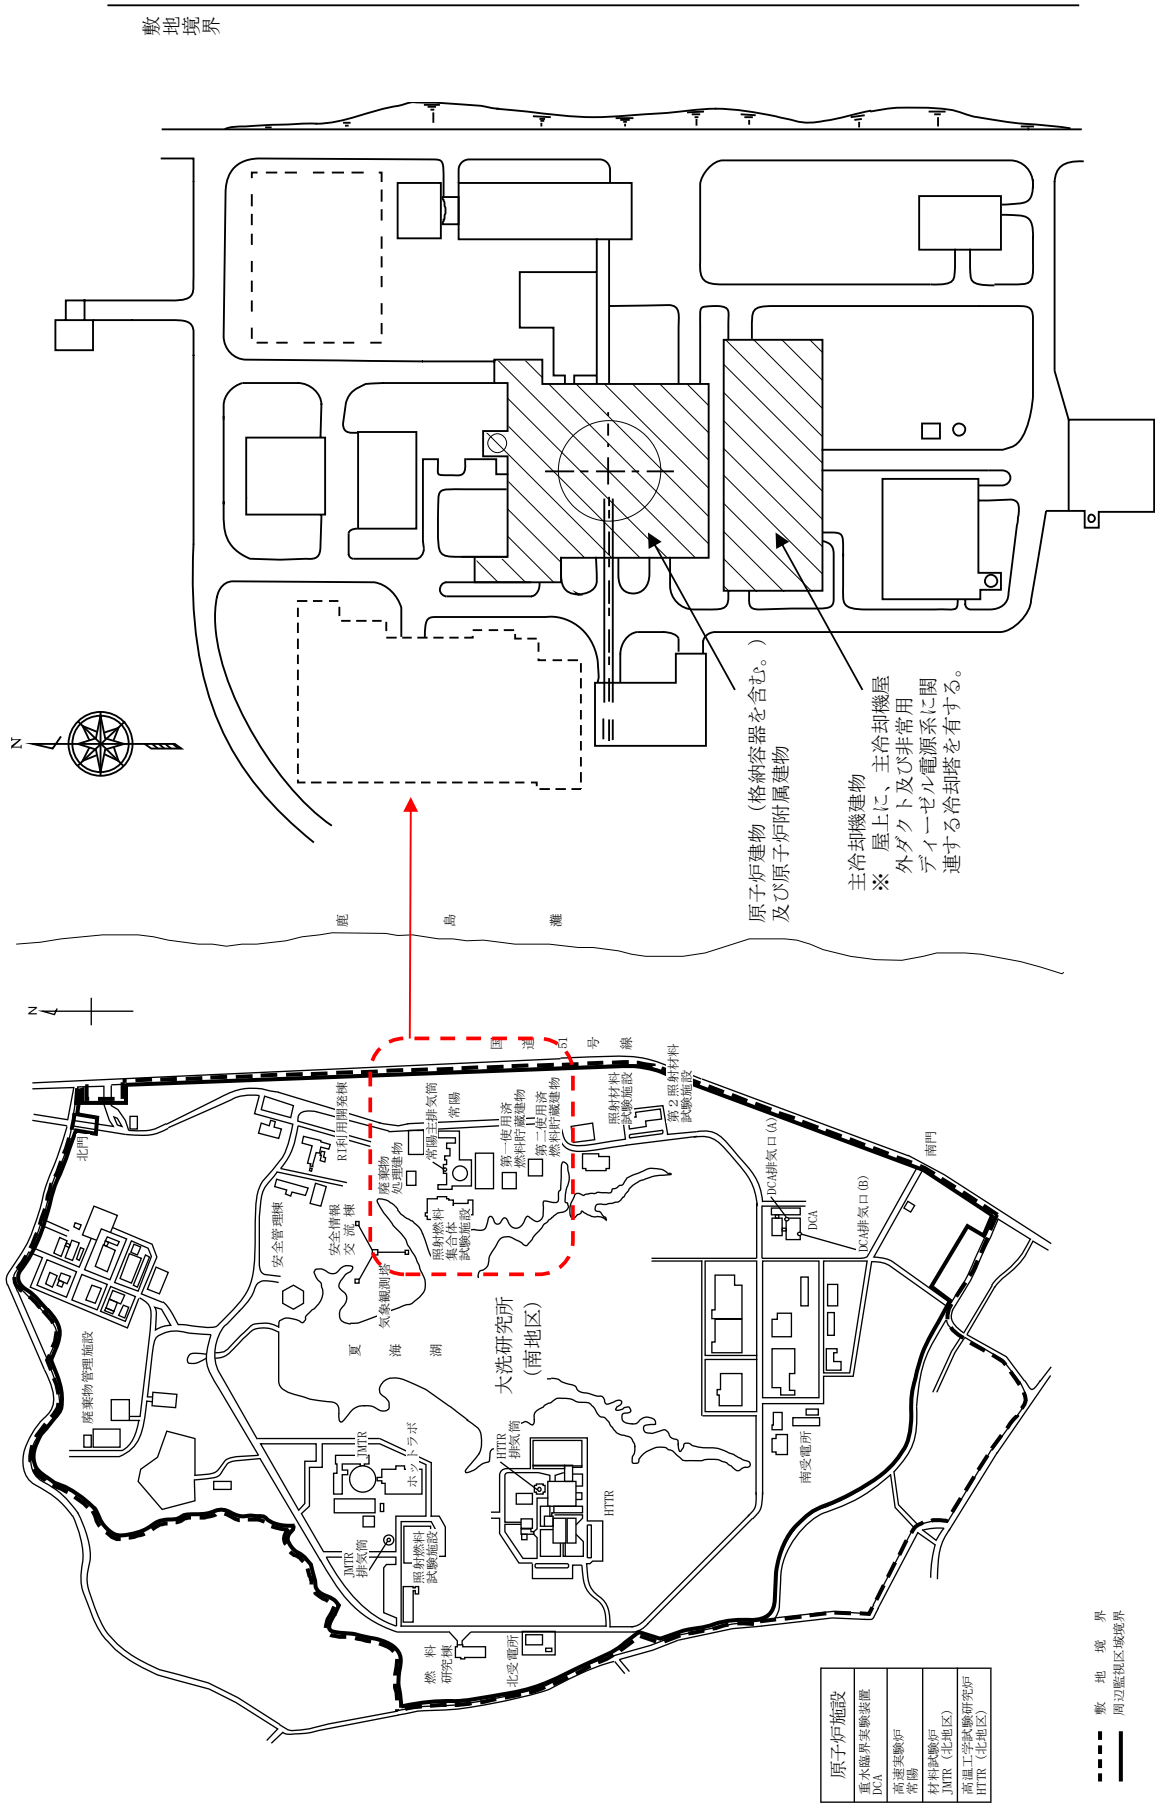 N
鹿島灘
国道51号線
北門
RI利用開発棟
常陽主排気筒
常陽
第一使用済
燃料貯蔵建物
第二使用済
燃料貯蔵建物
照射材料
試験施設
第2照射材料
試験施設
廃棄物
処理建物
照射燃料
集合体
試験施設
安全管理棟
安全情報
交流棟
気象観測塔
夏海湖
大洗研究所
(南地区)
DCA排気口(A)
DCA
DCA排気口(B)
南門
廃棄物管理施設
JMTR
ホットラボ
HTTR
排気筒
HTTR
南受電所
JMTR
排気筒
照射燃料
試験施設
燃料
研究棟
北受電所
原子炉施設
重水臨界実験装置
DCA
高速実験炉
常陽
材料試験炉
JMTR (北地区)
高温工学試験研究炉
HTTR (北地区)
敷地境界
周辺監視区域境界
N
敷地境界
原子炉建物(格納容器を含む。)
及び原子炉附属建物
主冷却機建物
※ 屋上に、主冷却機屋
外ダクト及び非常用
ディーゼル電源系に関
連する冷却塔を有する。